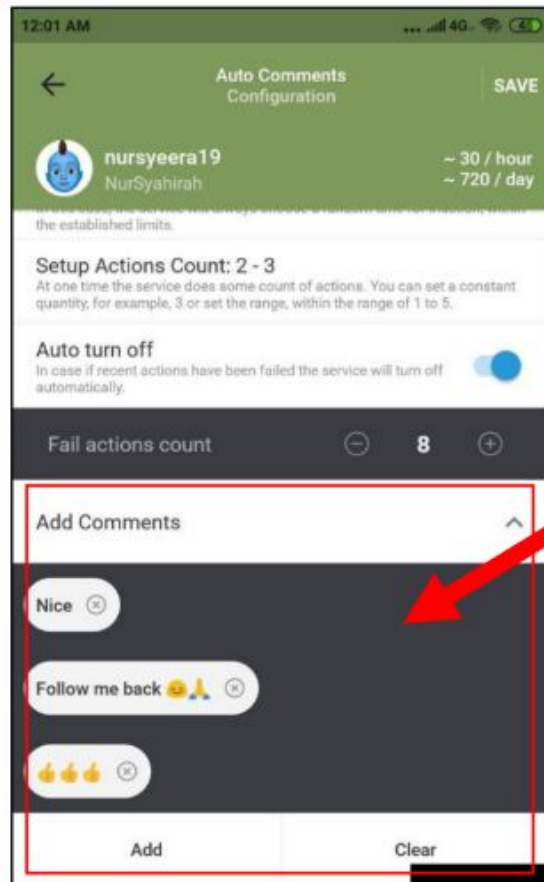 12:01 AM ... 4G 40
Auto Comments
Configuration
SAVE
nursyeera19
NurSyahirah
~ 30 / hour
~ 720 / day
the established limits.
Setup Actions Count: 2 - 3
At one time the service does some count of actions. You can set a constant
quantity, for example, 3 or set the range, within the range of 1 to 5.
Auto turn off
In case if recent actions have been failed the service will turn off
automatically.
Fail actions count 8
Add Comments
Nice
Follow me back 😊🙏
👍👍👍
Add Clear